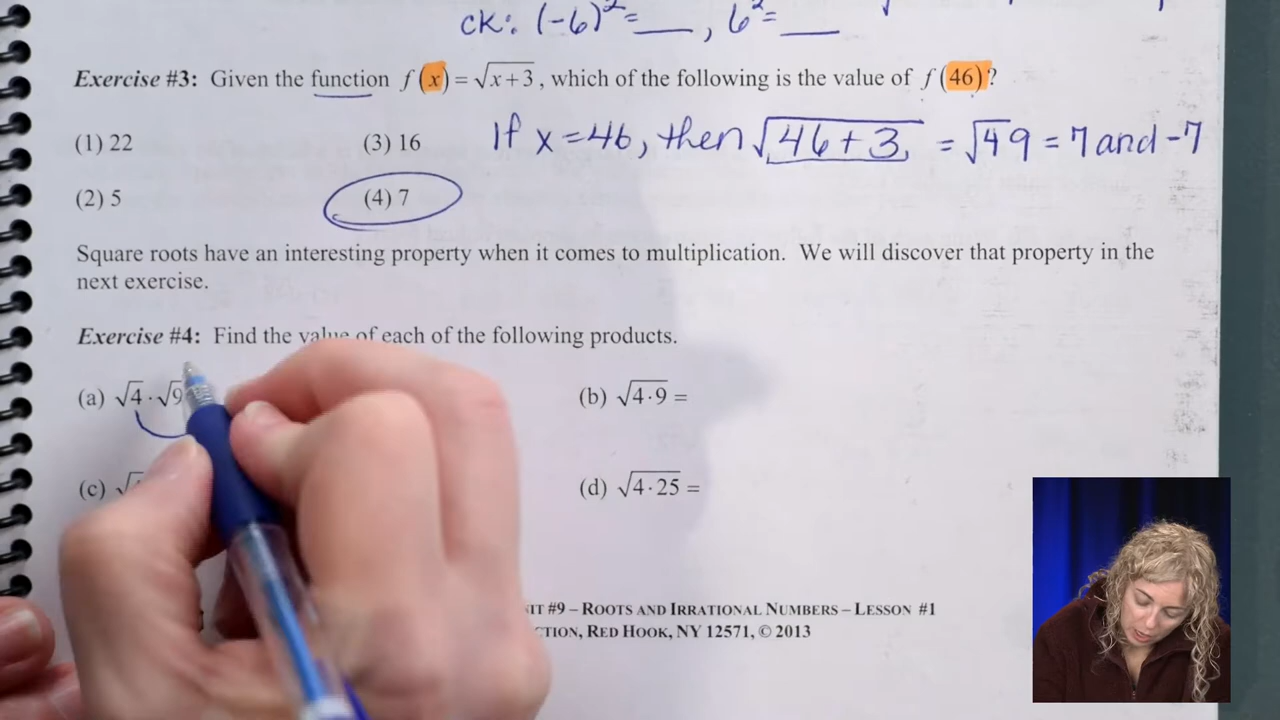 ck: (-6)²=__, 6²=__
Exercise #3: Given the function f(x)=√x+3, which of the following is the value of f(46)?
(1) 22 (3) 16 If x=46, then √46+3 = √49 = 7 and -7
(2) 5 (4) 7
Square roots have an interesting property when it comes to multiplication. We will discover that property in the
next exercise.
Exercise #4: Find the value of each of the following products.
(a) √4·√9 (b) √4·9 =
(c) (d) √4·25 =
#9 – ROOTS AND IRRATIONAL NUMBERS – LESSON #1
RED HOOK, NY 12571, © 2013